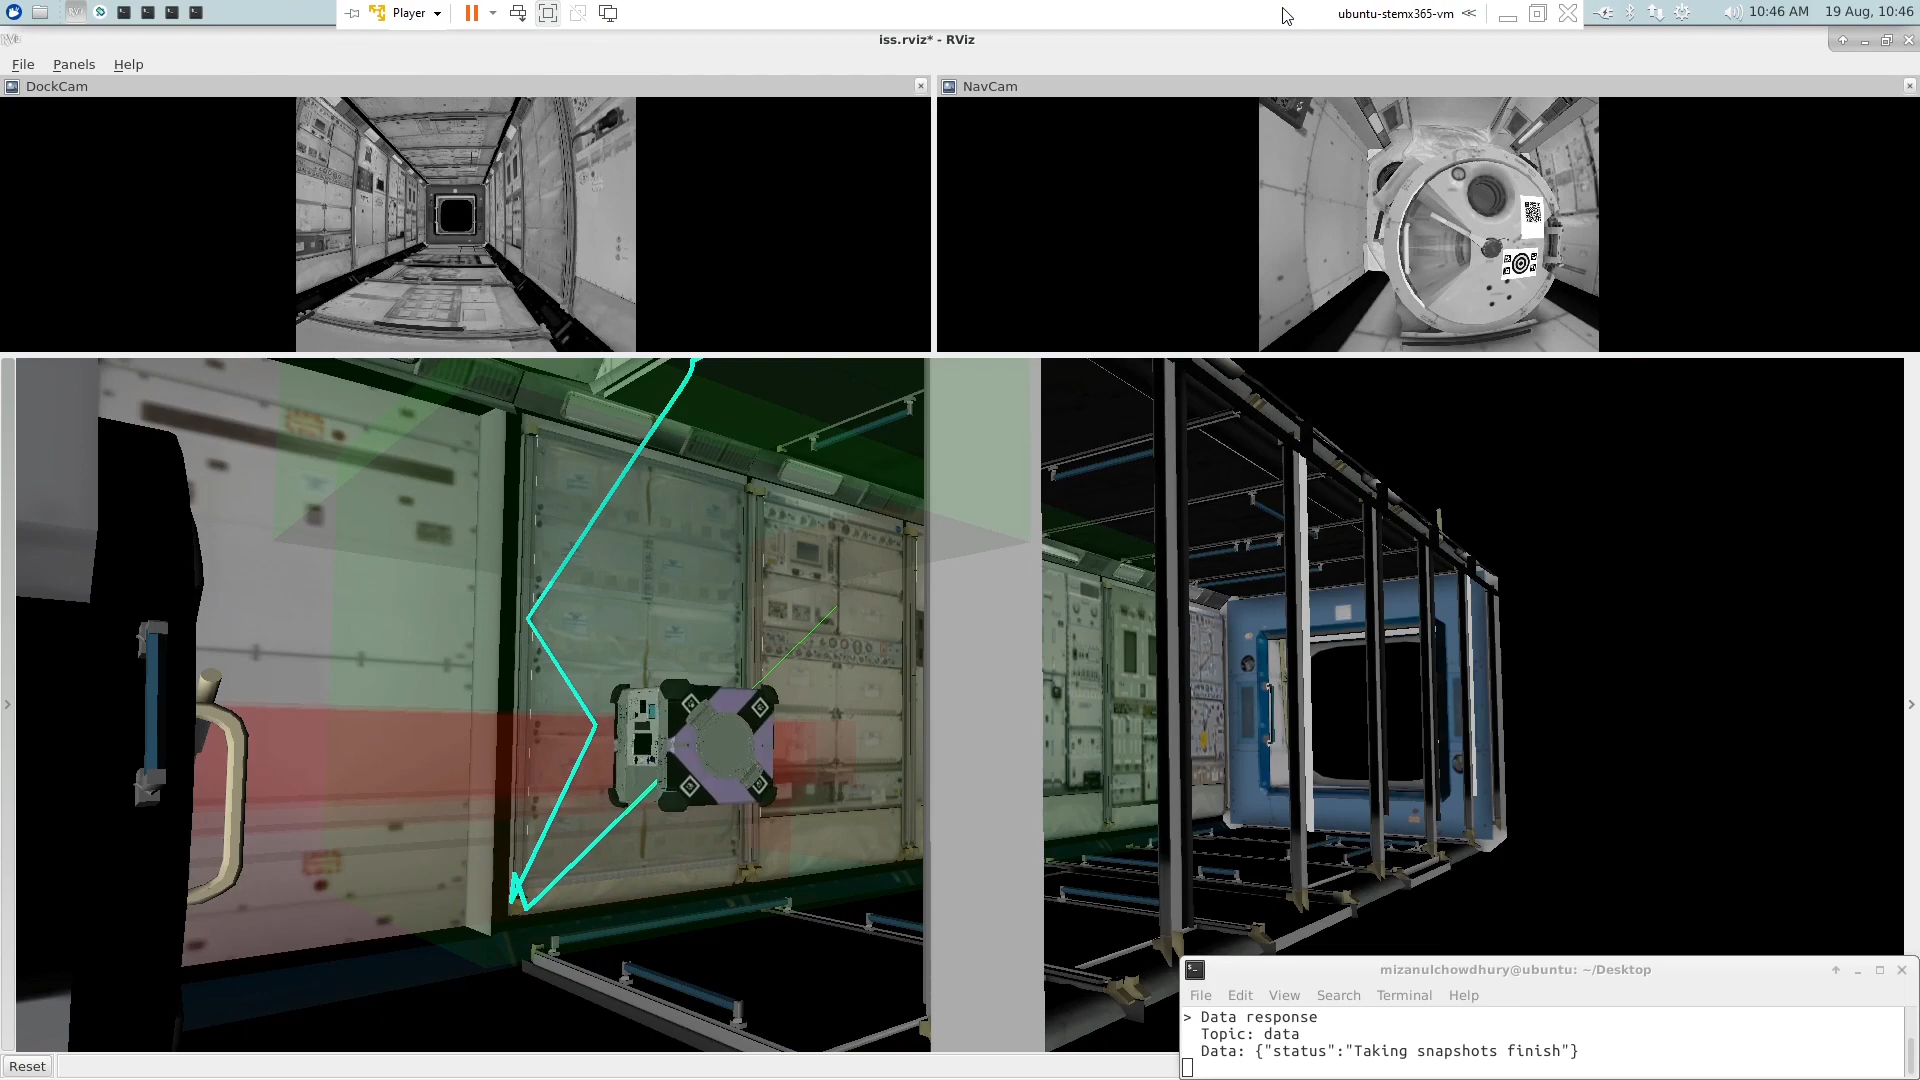 Player
ubuntu-stemx365-vm
10:46 AM
19 Aug, 10:46
iss.rviz* - RViz
File Panels Help
DockCam
NavCam
mizanulchowdhury@ubuntu: ~/Desktop
File Edit View Search Terminal Help
> Data response
Topic: data
Data: {"status":"Taking snapshots finish"}
Reset